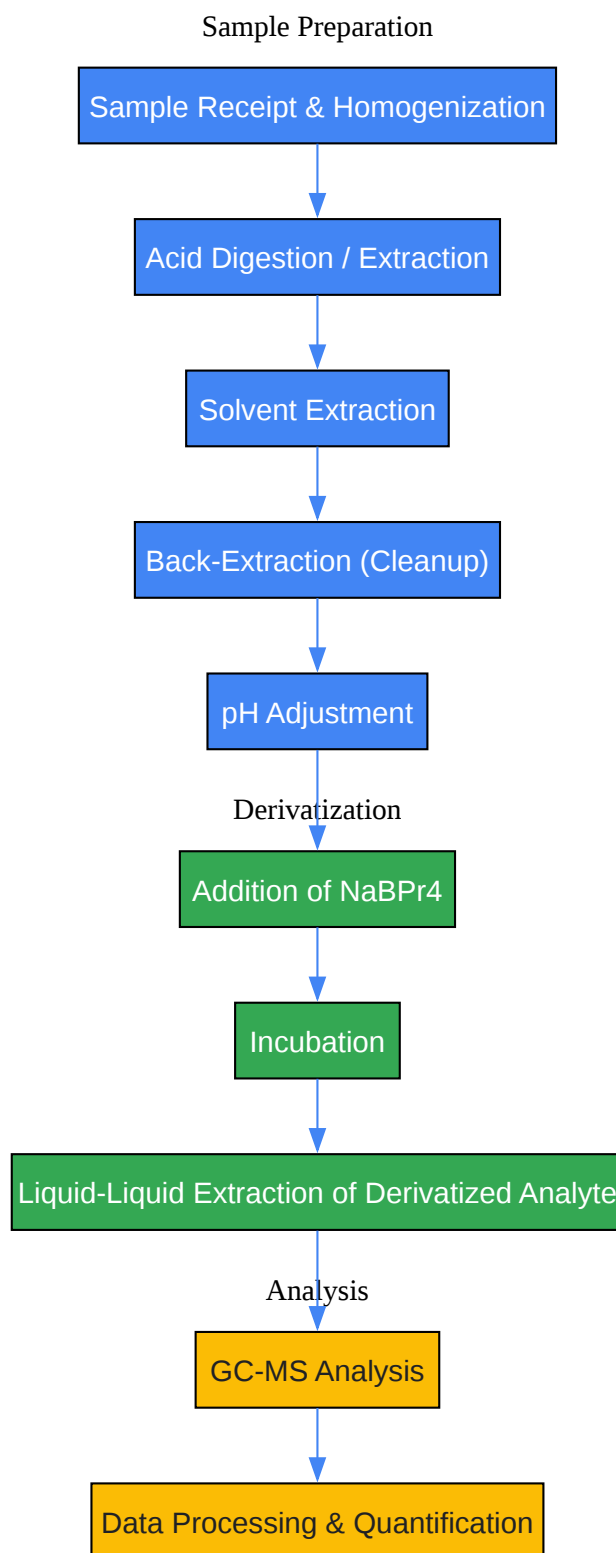 Sample Preparation
Sample Receipt & Homogenization
Acid Digestion / Extraction
Solvent Extraction
Back-Extraction (Cleanup)
pH Adjustment
Derivatization
Addition of NaBPr4
Incubation
Liquid-Liquid Extraction of Derivatized Analyte
Analysis
GC-MS Analysis
Data Processing & Quantification